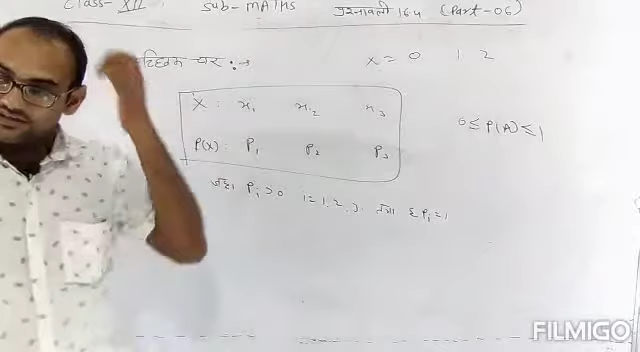 Class- XII Sub- MATHS प्रश्नावली 16.4 (Part-06)
चर :→ x = 0 1 2
X : x₁ x₂ x₃
P(X) : P₁ P₂ P₃
0 ≤ P(A) ≤ 1
जहाँ Pᵢ > 0 i = 1, 2, 3 तथा Σ Pᵢ = 1
FILMIGO